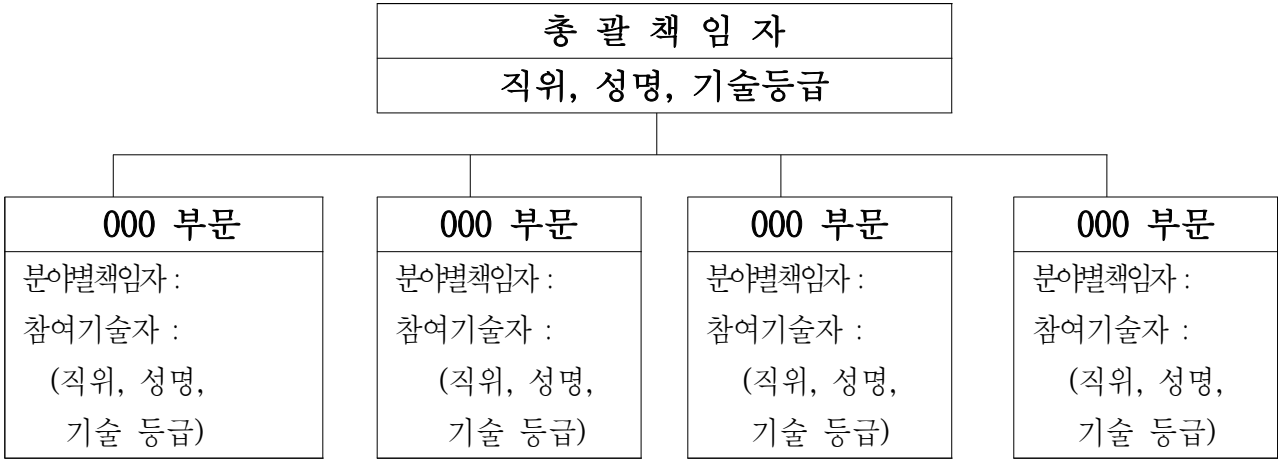 총 괄 책 임 자
직위, 성명, 기술등급
000 부문
분야별책임자 :
참여기술자 :
(직위, 성명,
기술 등급)
000 부문
분야별책임자 :
참여기술자 :
(직위, 성명,
기술 등급)
000 부문
분야별책임자 :
참여기술자 :
(직위, 성명,
기술 등급)
000 부문
분야별책임자 :
참여기술자 :
(직위, 성명,
기술 등급)